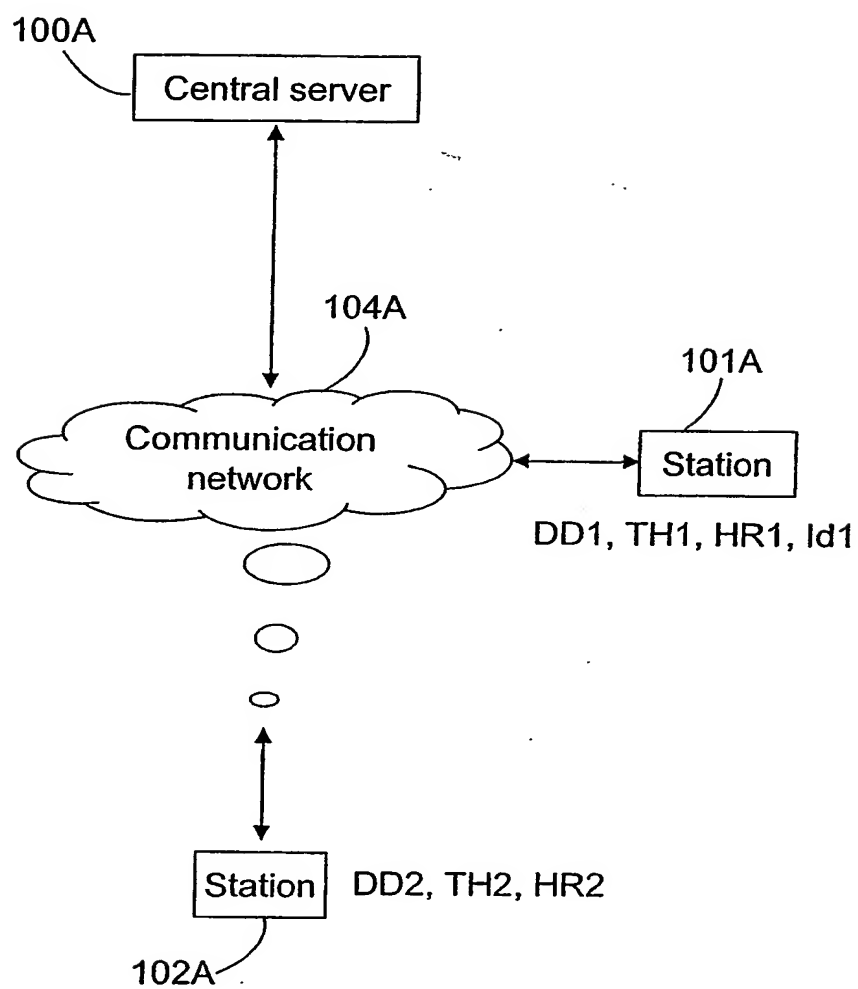 100A
Central server
104A
101A
Communication
network
Station
DD1, TH1, HR1, Id1
Station
DD2, TH2, HR2
102A